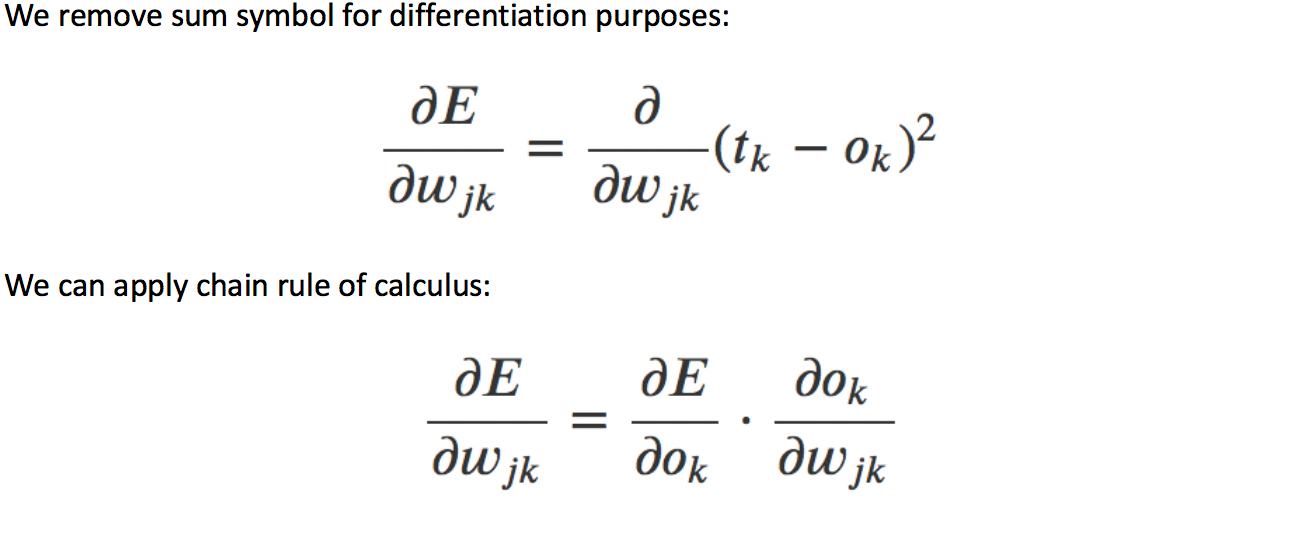 We remove sum symbol for differentiation purposes:
∂E/∂w_jk = ∂/∂w_jk (t_k − o_k)²
We can apply chain rule of calculus:
∂E/∂w_jk = ∂E/∂o_k · ∂o_k/∂w_jk